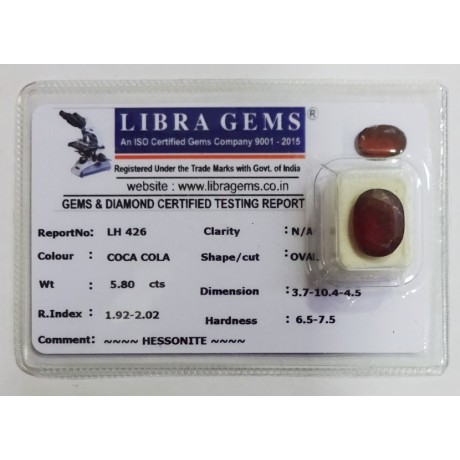 LIBRA GEMS ®
An ISO Certified Gems Company 9001 - 2015
Registered Under the Trade Marks with Govt. of India
website : www.libragems.co.in
GEMS & DIAMOND CERTIFIED TESTING REPORT
ReportNo: LH 426 Clarity : N/A
Colour : COCA COLA Shape/cut : OVAL
Wt : 5.80 cts Dimension : 3.7-10.4-4.5
R.Index : 1.92-2.02 Hardness : 6.5-7.5
Comment: ~~~~ HESSONITE ~~~~